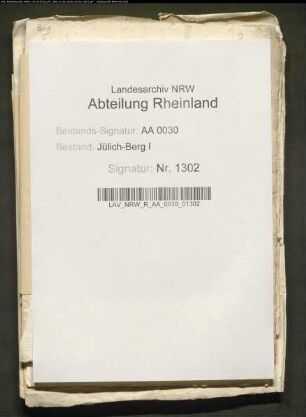 Landesarchiv NRW
Abteilung Rheinland
Bestands-Signatur: AA 0030
Bestand: Jülich-Berg I
Signatur: Nr. 1302
LAV_NRW_R_AA_0030_01302